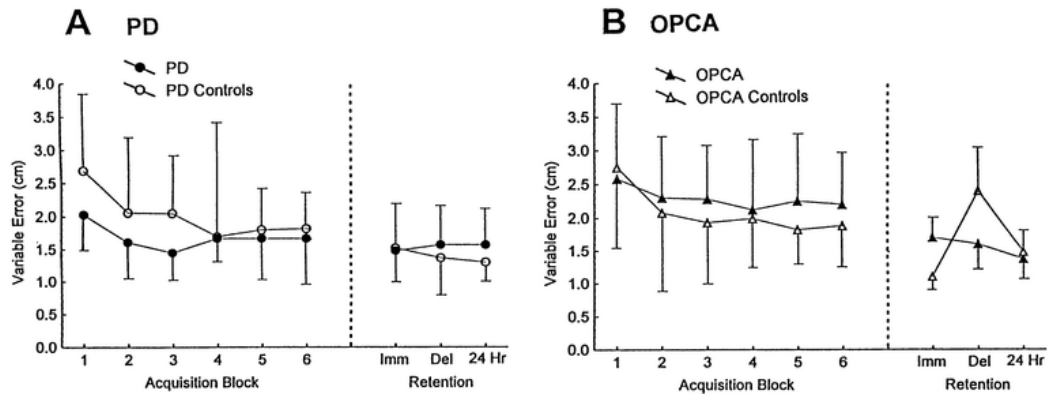 A PD
PD
PD Controls
Variable Error (cm)
4.0
3.5
3.0
2.5
2.0
1.5
1.0
0.5
0.0
1 2 3 4 5 6 Imm Del 24 Hr
Acquisition Block Retention
B OPCA
OPCA
OPCA Controls
Variable Error (cm)
4.0
3.5
3.0
2.5
2.0
1.5
1.0
0.5
0.0
1 2 3 4 5 6 Imm Del 24 Hr
Acquisition Block Retention